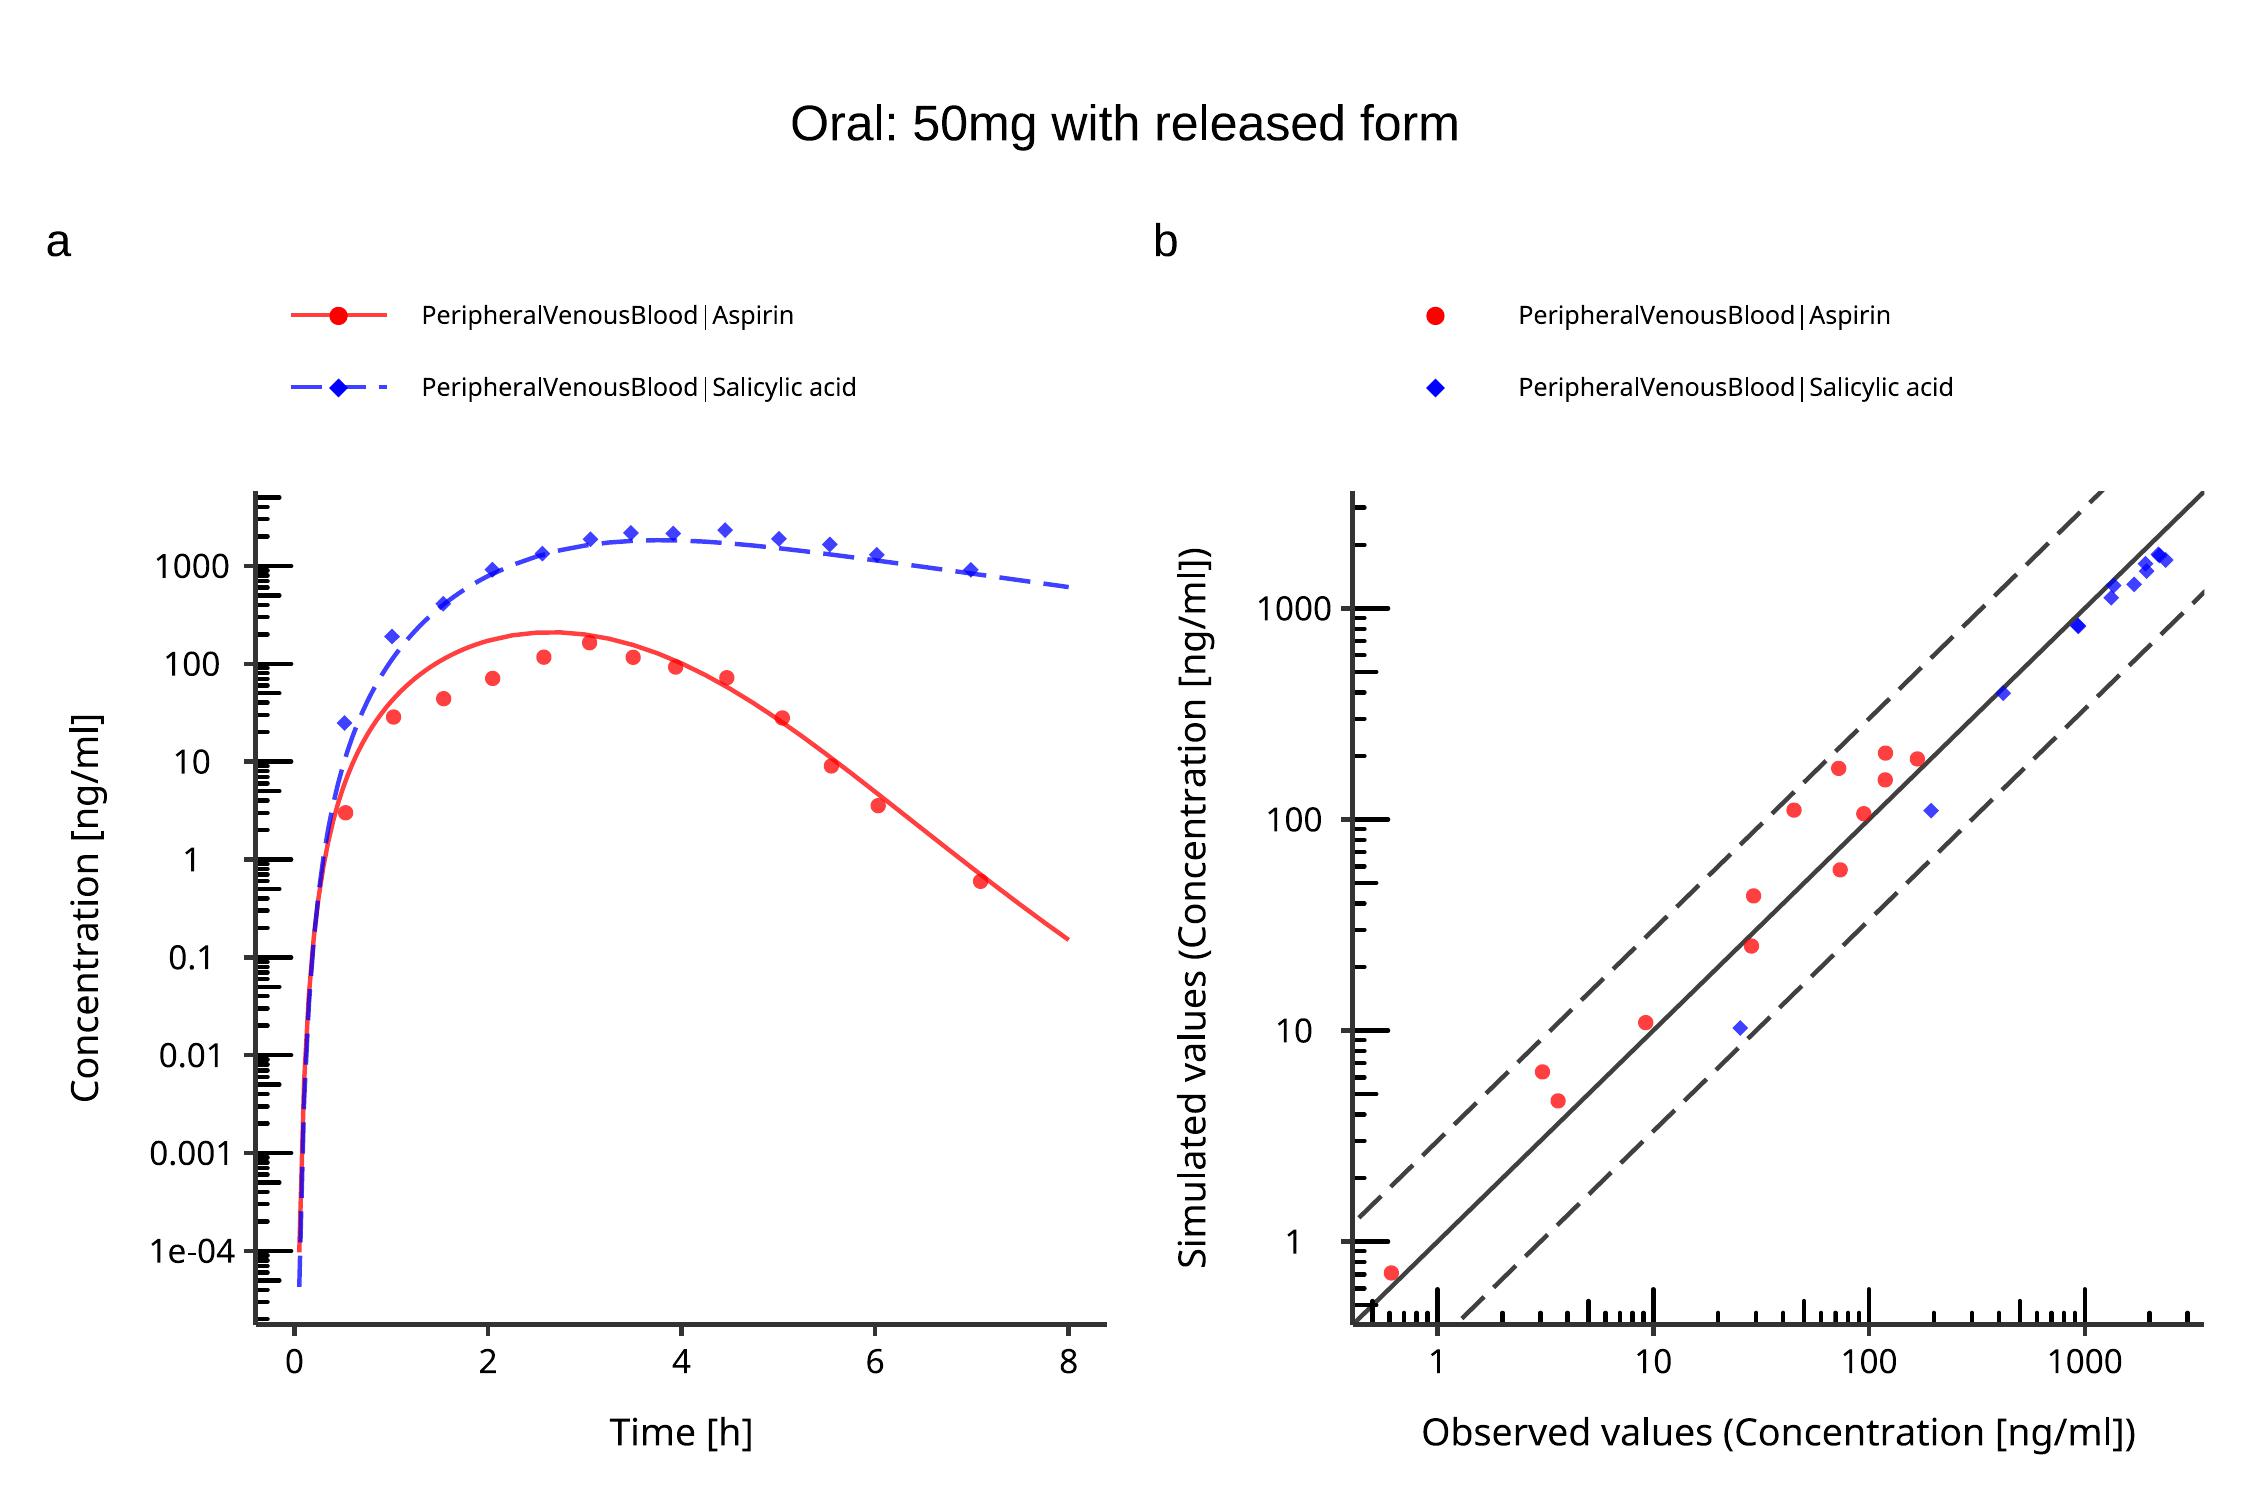 Oral: 50mg with released form
a
PeripheralVenousBlood|Aspirin
PeripheralVenousBlood|Salicylic acid
Concentration [ng/ml]
1000
100
10
1
0.1
0.01
0.001
1e-04
0 2 4 6 8
Time [h]
b
PeripheralVenousBlood|Aspirin
PeripheralVenousBlood|Salicylic acid
Simulated values (Concentration [ng/ml])
1000
100
10
1
1 10 100 1000
Observed values (Concentration [ng/ml])